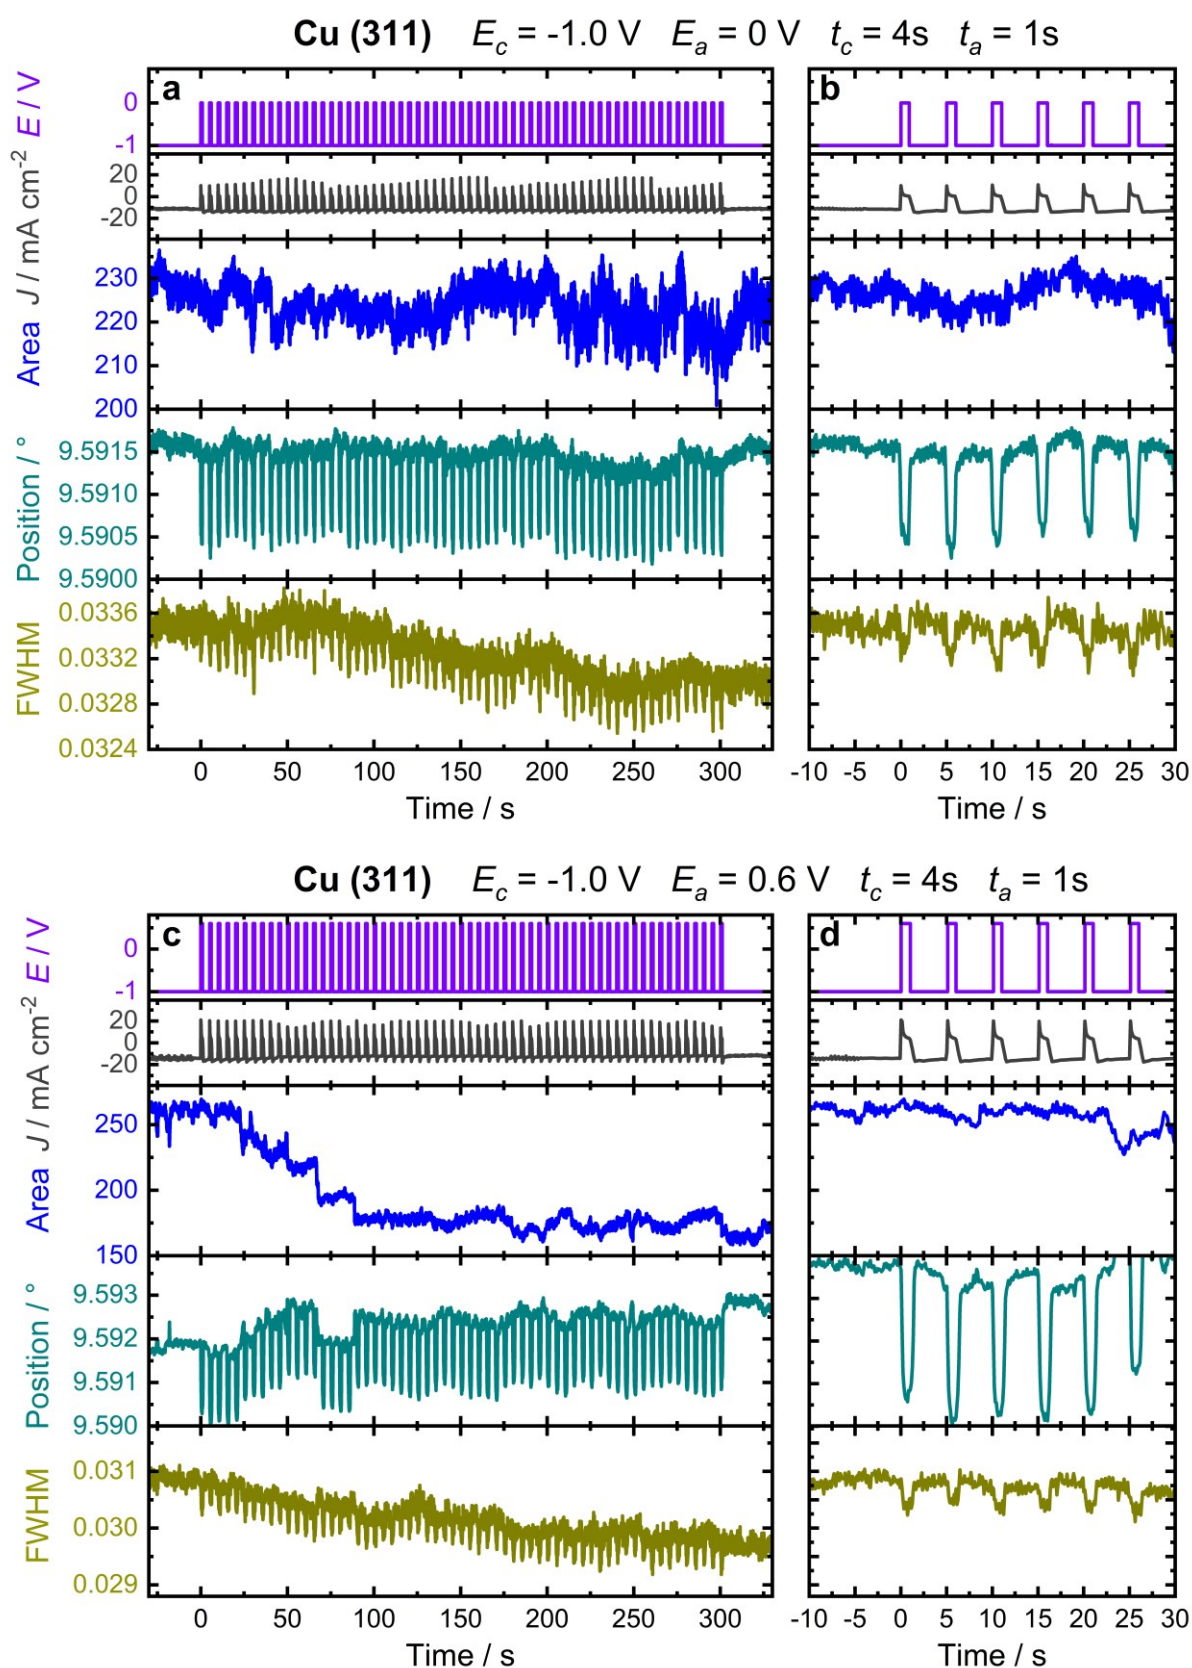 Cu (311) E_c = -1.0 V E_a = 0 V t_c = 4s t_a = 1s
a
b
E / V
0
-1
J / mA cm⁻²
20
0
-20
Area
230
220
210
200
Position / °
9.5915
9.5910
9.5905
9.5900
FWHM
0.0336
0.0332
0.0328
0.0324
0 50 100 150 200 250 300
-10 -5 0 5 10 15 20 25 30
Time / s
Time / s
Cu (311) E_c = -1.0 V E_a = 0.6 V t_c = 4s t_a = 1s
c
d
E / V
0
-1
J / mA cm⁻²
20
0
-20
Area
250
200
150
Position / °
9.593
9.592
9.591
9.590
FWHM
0.031
0.030
0.029
0 50 100 150 200 250 300
-10 -5 0 5 10 15 20 25 30
Time / s
Time / s